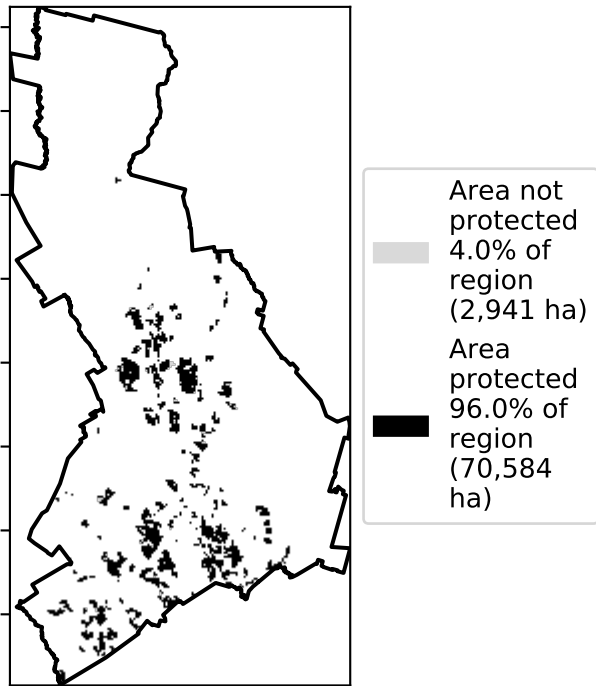 Area not
protected
4.0% of
region
(2,941 ha)
Area
protected
96.0% of
region
(70,584
ha)